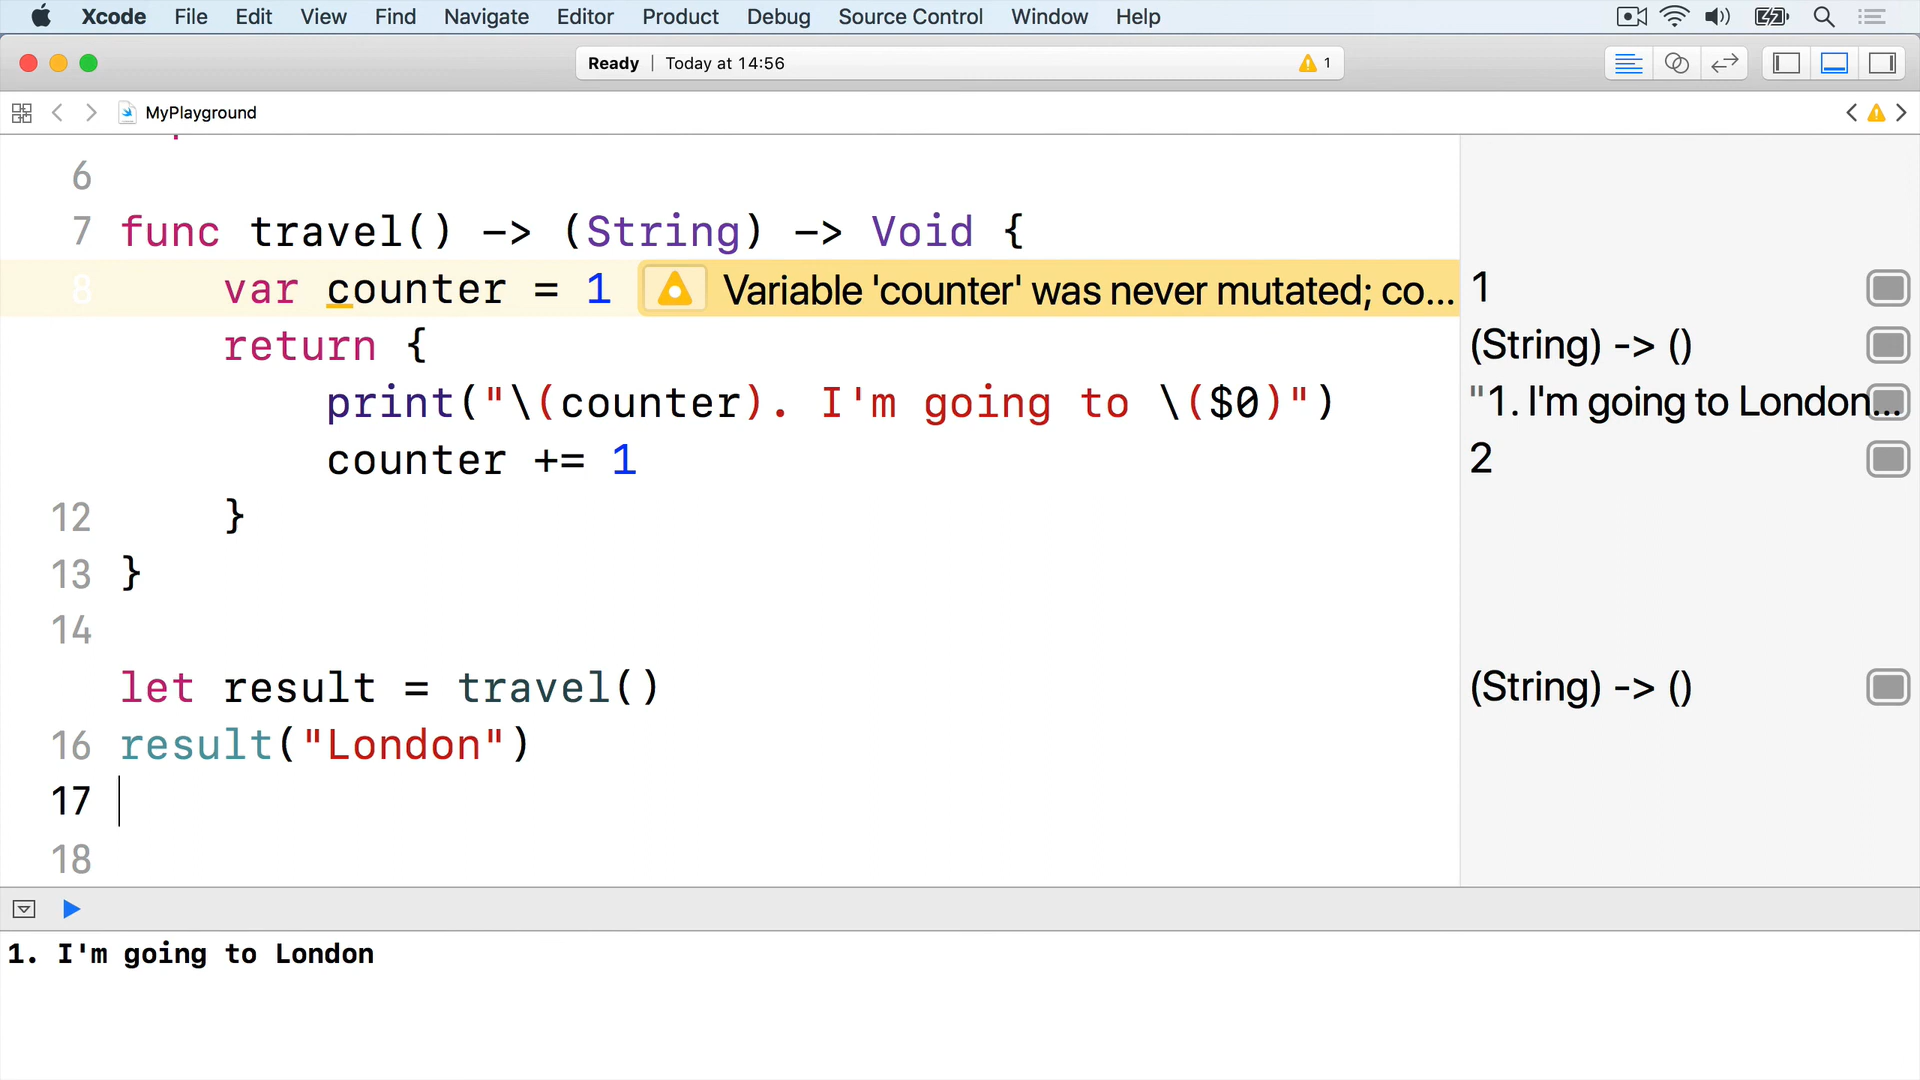 Xcode File Edit View Find Navigate Editor Product Debug Source Control Window Help
Ready | Today at 14:56 1
MyPlayground
6
7 func travel() -> (String) -> Void {
8 var counter = 1 Variable 'counter' was never mutated; co... 1
return { (String) -> ()
print("\(counter). I'm going to \($0)") "1. I'm going to London...
counter += 1 2
12 }
13 }
14
let result = travel() (String) -> ()
16 result("London")
17
18
1. I'm going to London